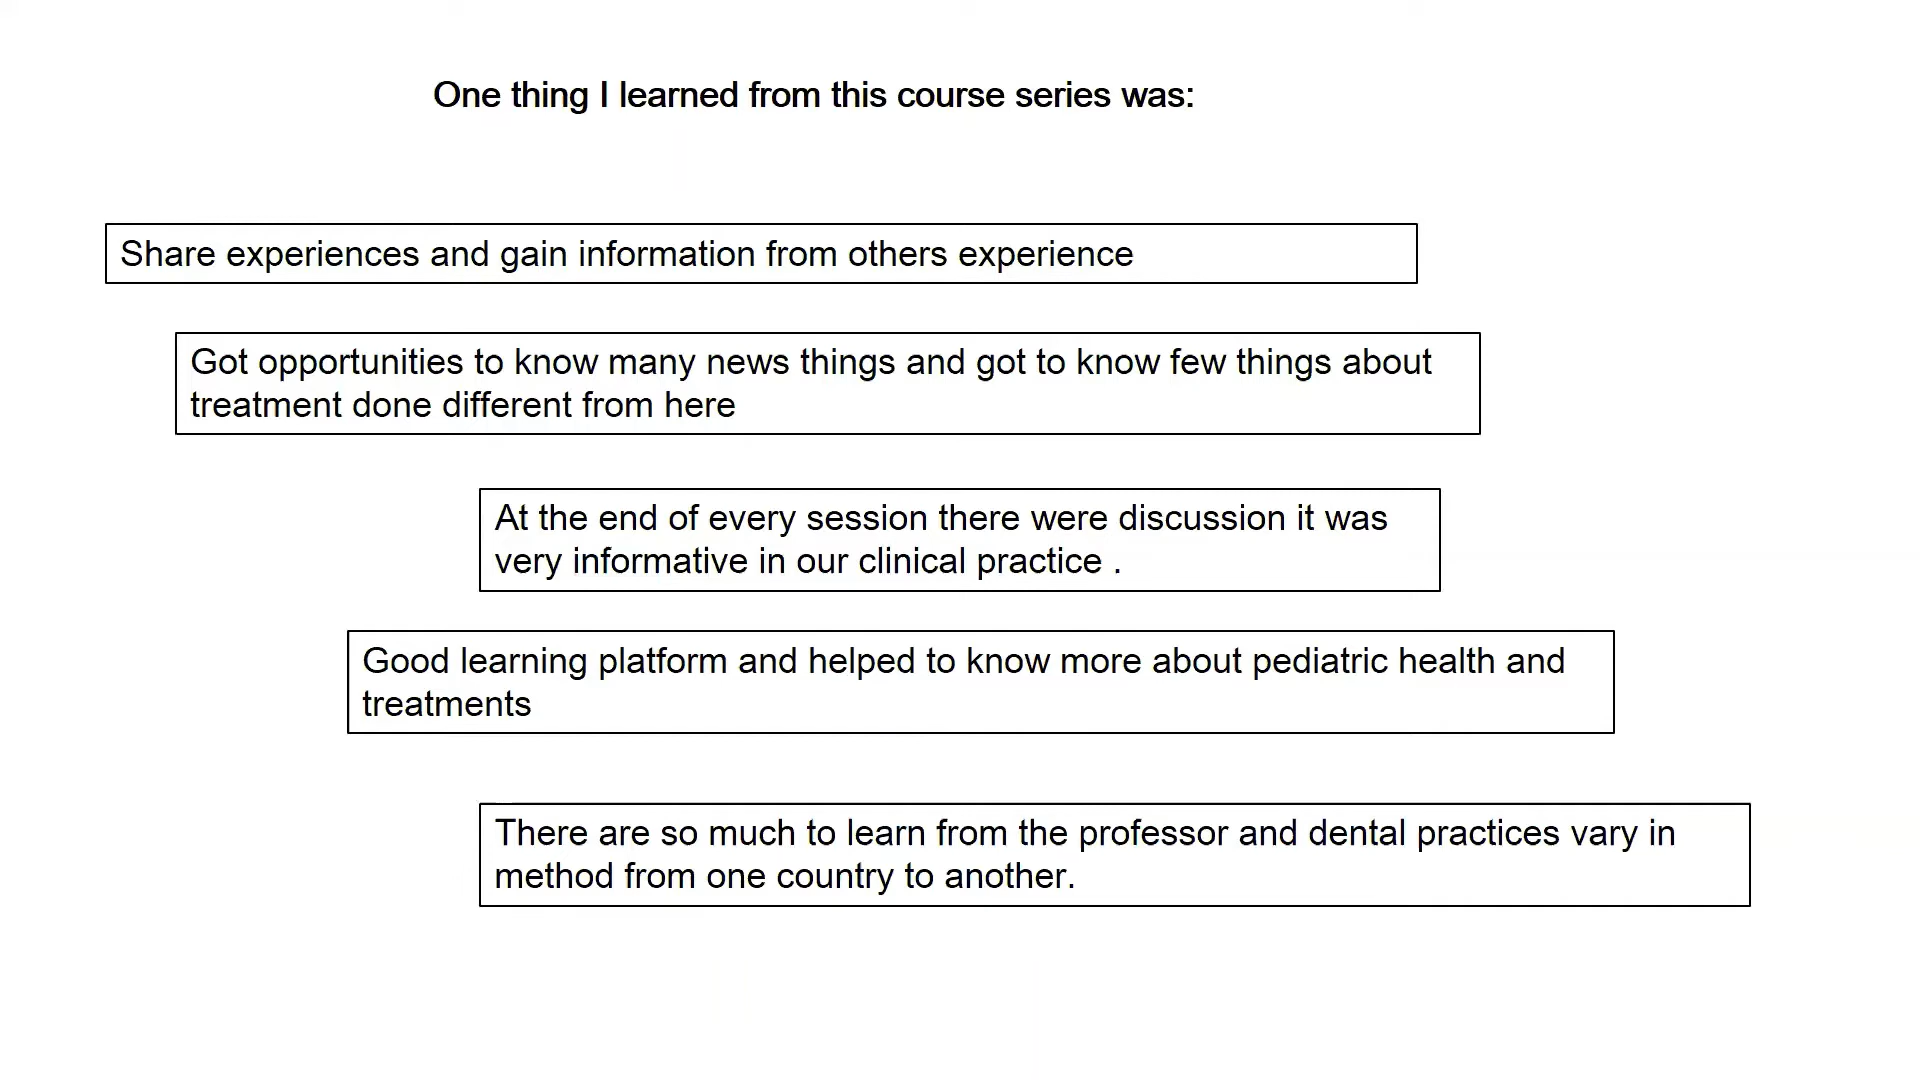 One thing I learned from this course series was:
Share experiences and gain information from others experience
Got opportunities to know many news things and got to know few things about
treatment done different from here
At the end of every session there were discussion it was
very informative in our clinical practice .
Good learning platform and helped to know more about pediatric health and
treatments
There are so much to learn from the professor and dental practices vary in
method from one country to another.